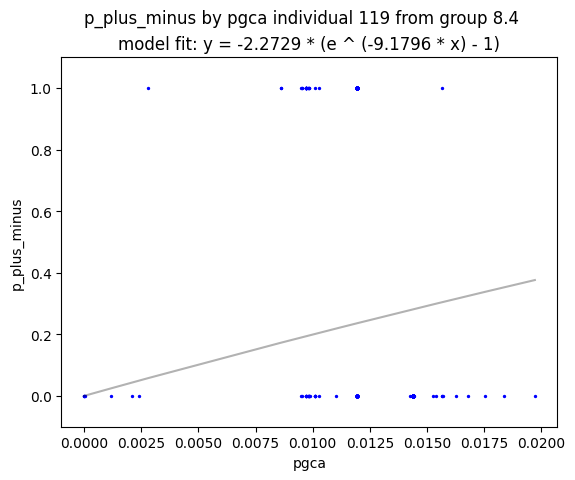 p_plus_minus by pgca individual 119 from group 8.4
model fit: y = -2.2729 * (e ^ (-9.1796 * x) - 1)
1.0
0.8
0.6
0.4
0.2
0.0
p_plus_minus
0.0000 0.0025 0.0050 0.0075 0.0100 0.0125 0.0150 0.0175 0.0200
pgca